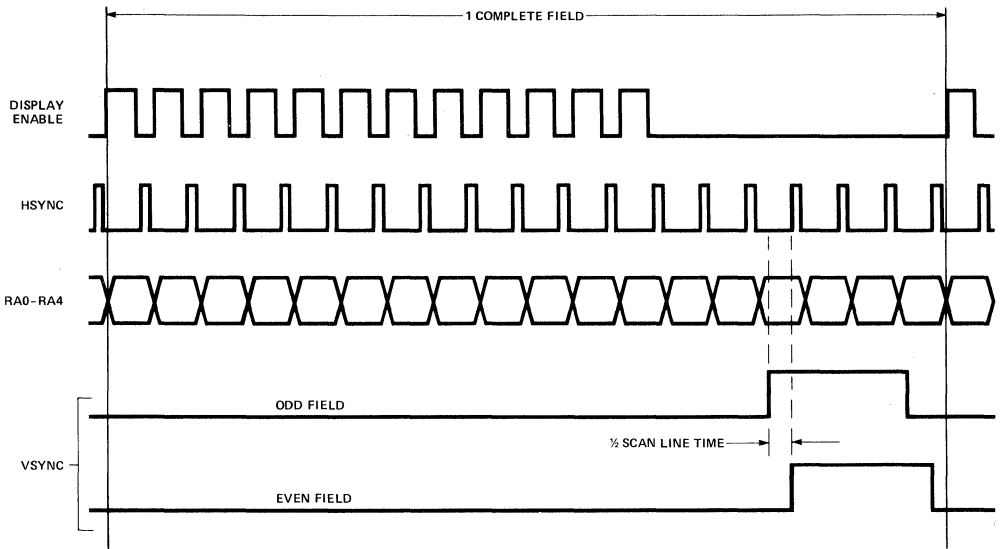 1 COMPLETE FIELD
DISPLAY
ENABLE
HSYNC
RA0-RA4
ODD FIELD
½ SCAN LINE TIME
VSYNC
EVEN FIELD